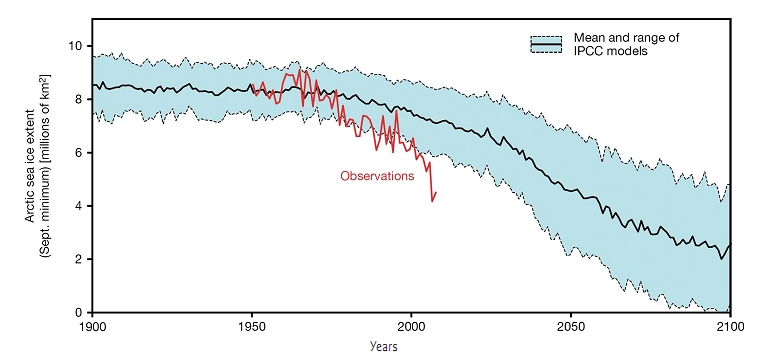 Mean and range of
IPCC models
10
8
6
4
2
0
Arctic sea ice extent
(Sept. minimum) [millions of km²]
Observations
1900
1950
2000
2050
2100
Years